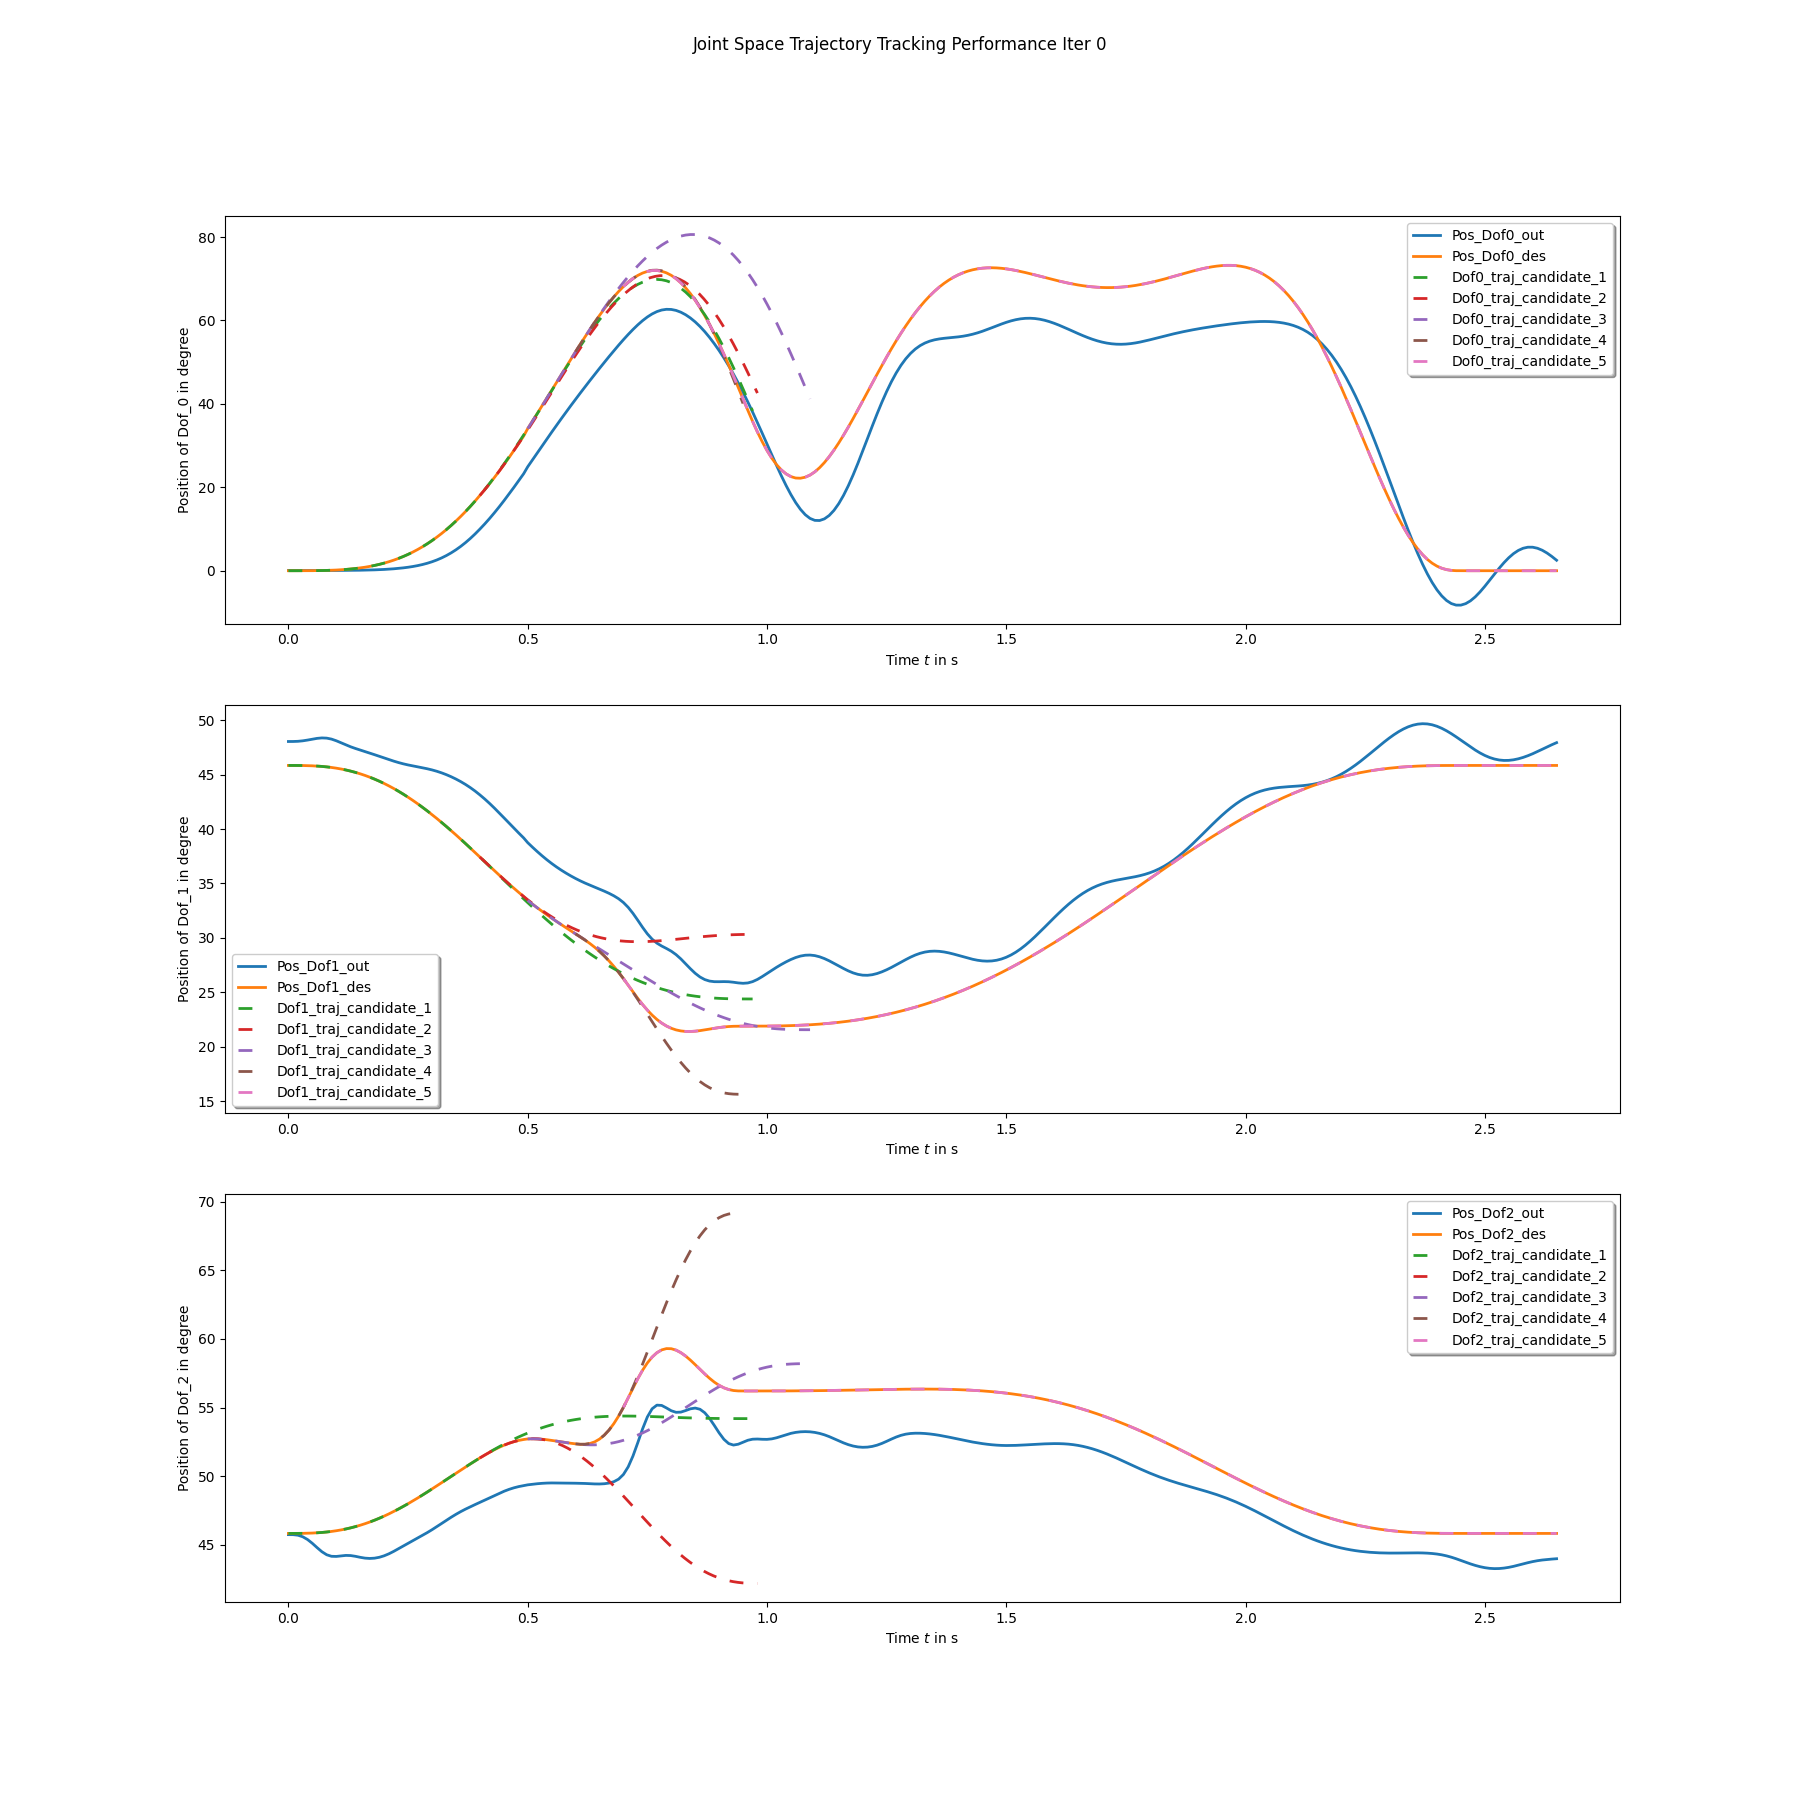 Joint Space Trajectory Tracking Performance Iter 0
80
60
40
20
0
Position of Dof_0 in degree
Pos_Dof0_out
Pos_Dof0_des
Dof0_traj_candidate_1
Dof0_traj_candidate_2
Dof0_traj_candidate_3
Dof0_traj_candidate_4
Dof0_traj_candidate_5
0.0 0.5 1.0 1.5 2.0 2.5
Time t in s
50
45
40
35
30
25
20
15
Position of Dof_1 in degree
Pos_Dof1_out
Pos_Dof1_des
Dof1_traj_candidate_1
Dof1_traj_candidate_2
Dof1_traj_candidate_3
Dof1_traj_candidate_4
Dof1_traj_candidate_5
0.0 0.5 1.0 1.5 2.0 2.5
Time t in s
70
65
60
55
50
45
Position of Dof_2 in degree
Pos_Dof2_out
Pos_Dof2_des
Dof2_traj_candidate_1
Dof2_traj_candidate_2
Dof2_traj_candidate_3
Dof2_traj_candidate_4
Dof2_traj_candidate_5
0.0 0.5 1.0 1.5 2.0 2.5
Time t in s